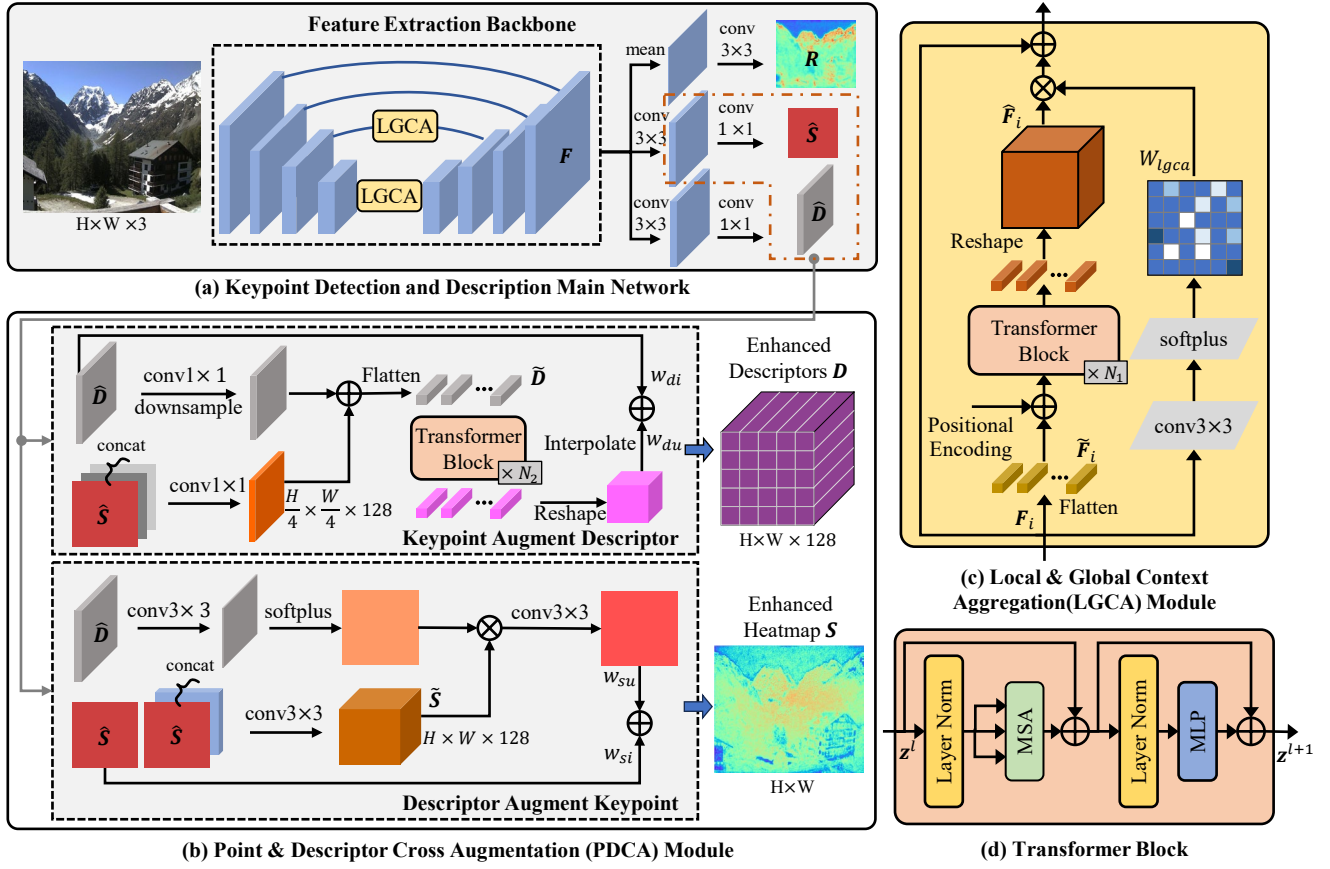 Feature Extraction Backbone
H×W ×3
LGCA
LGCA
F
mean
conv
3×3
R
conv
3×3
conv
1×1
Ŝ
conv
3×3
conv
1×1
D̂
(a) Keypoint Detection and Description Main Network
D̂
conv1× 1
downsample
Flatten
D̃
w_di
concat
Ŝ
conv1×1
H/4 × W/4 × 128
Transformer
Block
× N₂
Interpolate
w_du
Reshape
Keypoint Augment Descriptor
Enhanced
Descriptors D
H×W × 128
D̂
conv3× 3
softplus
conv3×3
concat
Ŝ
Ŝ
conv3×3
S̃
H × W × 128
w_su
w_si
Descriptor Augment Keypoint
Enhanced
Heatmap S
H×W
(b) Point & Descriptor Cross Augmentation (PDCA) Module
F̂ᵢ
W_lgca
Reshape
Transformer
Block
× N₁
softplus
Positional
Encoding
conv3×3
F̃ᵢ
Fᵢ
Flatten
(c) Local & Global Context
Aggregation(LGCA) Module
zˡ
Layer Norm
MSA
Layer Norm
MLP
zˡ⁺¹
(d) Transformer Block